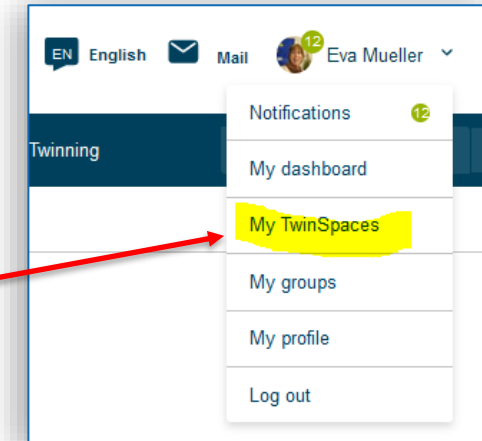 EN English Mail 12 Eva Mueller
Notifications 12
Twinning
My dashboard
My TwinSpaces
My groups
My profile
Log out